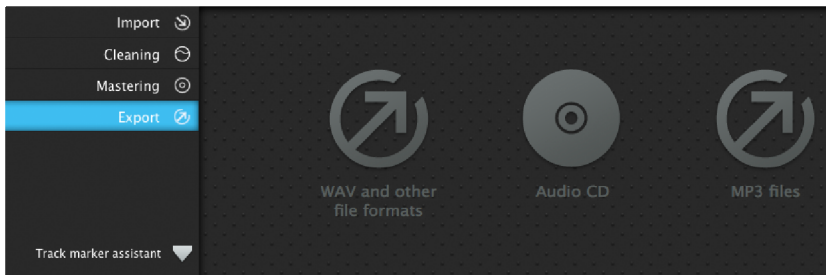 Import
Cleaning
Mastering
Export
WAV and other
file formats
Audio CD
MP3 files
Track marker assistant